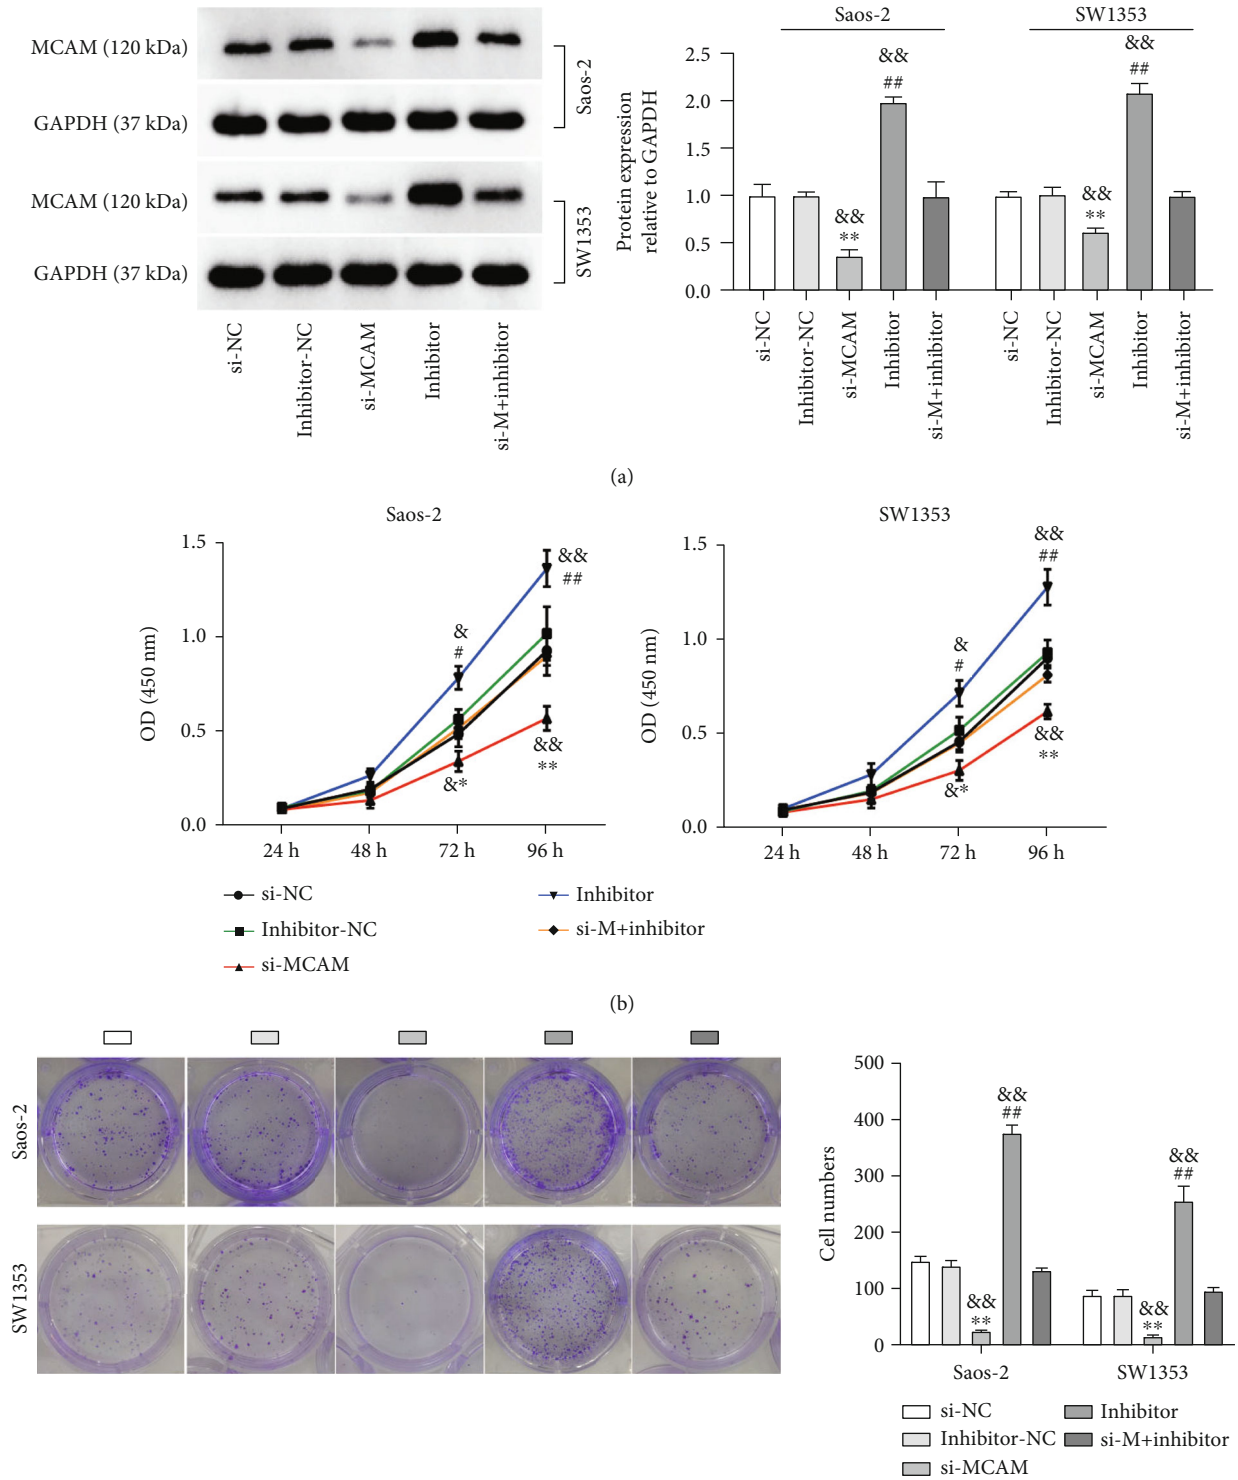 MCAM (120 kDa)
GAPDH (37 kDa)
Saos-2
MCAM (120 kDa)
GAPDH (37 kDa)
SW1353
si-NC
Inhibitor-NC
si-MCAM
Inhibitor
si-M+inhibitor
Saos-2
SW1353
Protein expression
relative to GAPDH
2.5
2.0
1.5
1.0
0.5
0.0
&&
**
&&
##
&&
**
&&
##
si-NC
Inhibitor-NC
si-MCAM
Inhibitor
si-M+inhibitor
si-NC
Inhibitor-NC
si-MCAM
Inhibitor
si-M+inhibitor
(a)
Saos-2
OD (450 nm)
1.5
1.0
0.5
0.0
&
#
&*
&&
##
&&
**
24 h 48 h 72 h 96 h
SW1353
OD (450 nm)
1.5
1.0
0.5
0.0
&
#
&*
&&
##
&&
**
24 h 48 h 72 h 96 h
si-NC
Inhibitor-NC
si-MCAM
Inhibitor
si-M+inhibitor
(b)
Saos-2
SW1353
Cell numbers
500
400
300
200
100
0
&&
**
&&
##
&&
**
&&
##
Saos-2 SW1353
si-NC
Inhibitor-NC
si-MCAM
Inhibitor
si-M+inhibitor